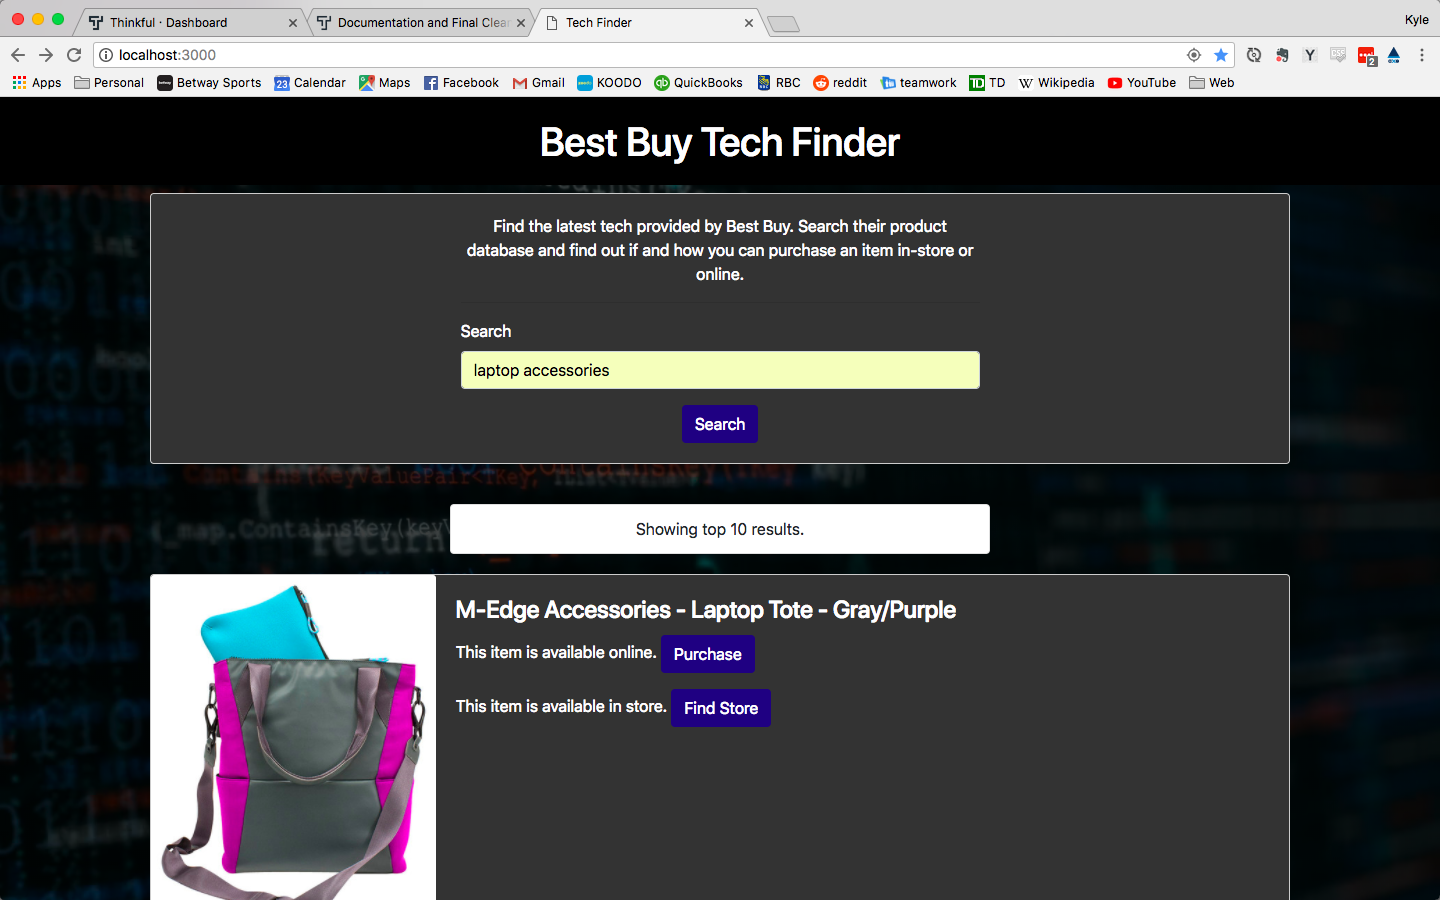 Thinkful · Dashboard
Documentation and Final Clean
Tech Finder
Kyle
localhost:3000
2
Apps
Personal
Betway Sports
23 Calendar
Maps
Facebook
Gmail
KOODO
QuickBooks
RBC
reddit
teamwork
TD
Wikipedia
YouTube
Web
Best Buy Tech Finder
Find the latest tech provided by Best Buy. Search their product
database and find out if and how you can purchase an item in-store or
online.
Search
laptop accessories
Search
Showing top 10 results.
M-Edge Accessories - Laptop Tote - Gray/Purple
This item is available online. Purchase
This item is available in store. Find Store